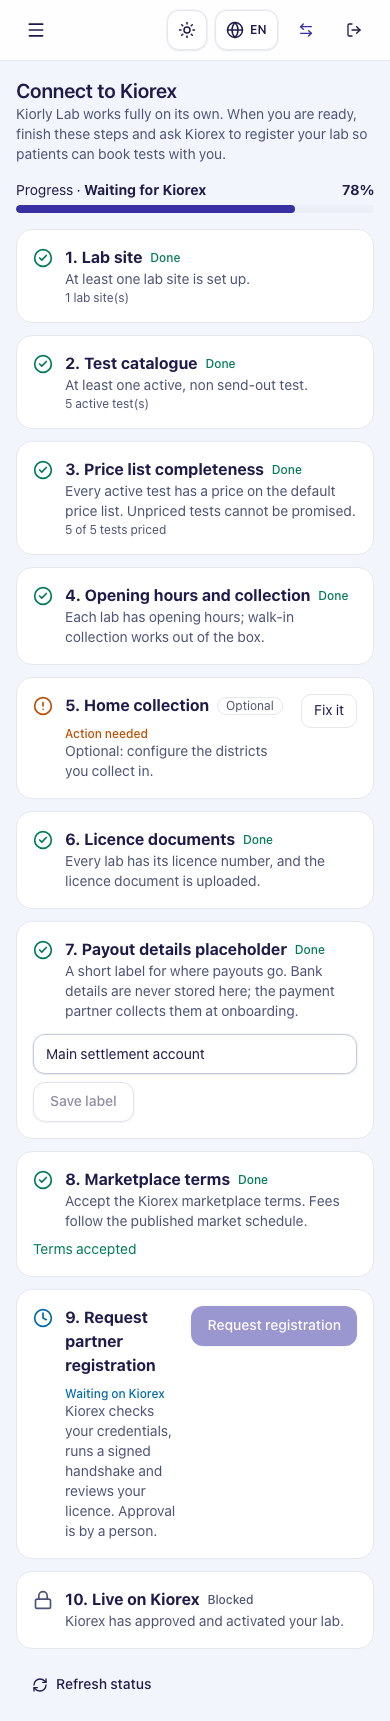 EN
Connect to Kiorex
Kiorly Lab works fully on its own. When you are ready,
finish these steps and ask Kiorex to register your lab so
patients can book tests with you.
Progress · Waiting for Kiorex 78%
1. Lab site Done
At least one lab site is set up.
1 lab site(s)
2. Test catalogue Done
At least one active, non send-out test.
5 active test(s)
3. Price list completeness Done
Every active test has a price on the default
price list. Unpriced tests cannot be promised.
5 of 5 tests priced
4. Opening hours and collection Done
Each lab has opening hours; walk-in
collection works out of the box.
5. Home collection Optional Fix it
Action needed
Optional: configure the districts
you collect in.
6. Licence documents Done
Every lab has its licence number, and the
licence document is uploaded.
7. Payout details placeholder Done
A short label for where payouts go. Bank
details are never stored here; the payment
partner collects them at onboarding.
Main settlement account
Save label
8. Marketplace terms Done
Accept the Kiorex marketplace terms. Fees
follow the published market schedule.
Terms accepted
9. Request
partner
registration
Request registration
Waiting on Kiorex
Kiorex checks
your credentials,
runs a signed
handshake and
reviews your
licence. Approval
is by a person.
10. Live on Kiorex Blocked
Kiorex has approved and activated your lab.
Refresh status